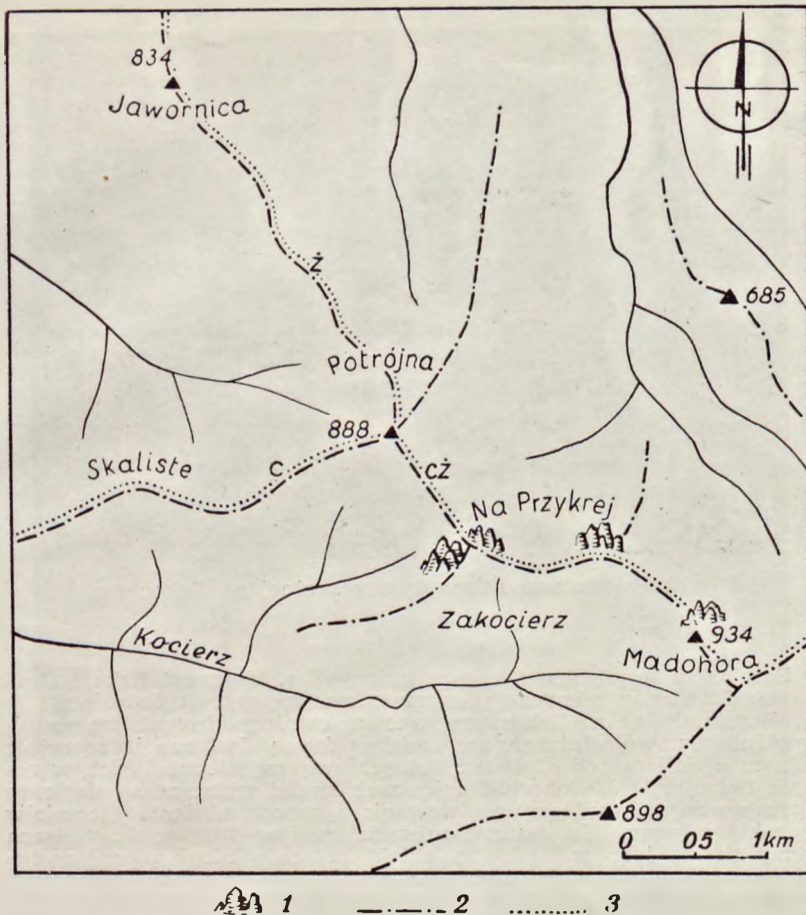 834
Jawornica
N
Ż
685
Potrójna
888
Skaliste
C
CŻ
Na Przykrej
Zakocierz
934
Madohora
Kocierz
898
0 05 1km
1 2 3